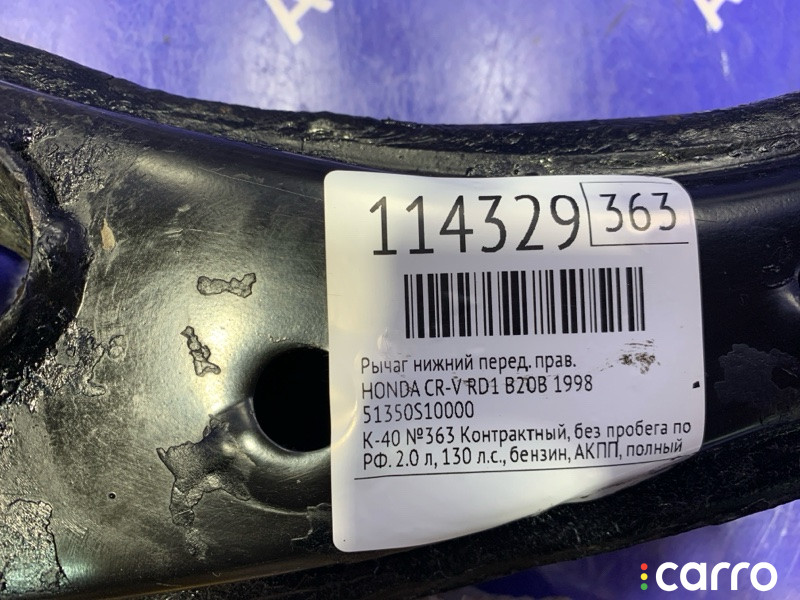 114329 363
Рычаг нижний перед. прав.
HONDA CR-V RD1 B20B 1998
51350S10000
К-40 №363 Контрактный, без пробега по
РФ. 2.0 л, 130 л.с., бензин, АКПП, полный
carro